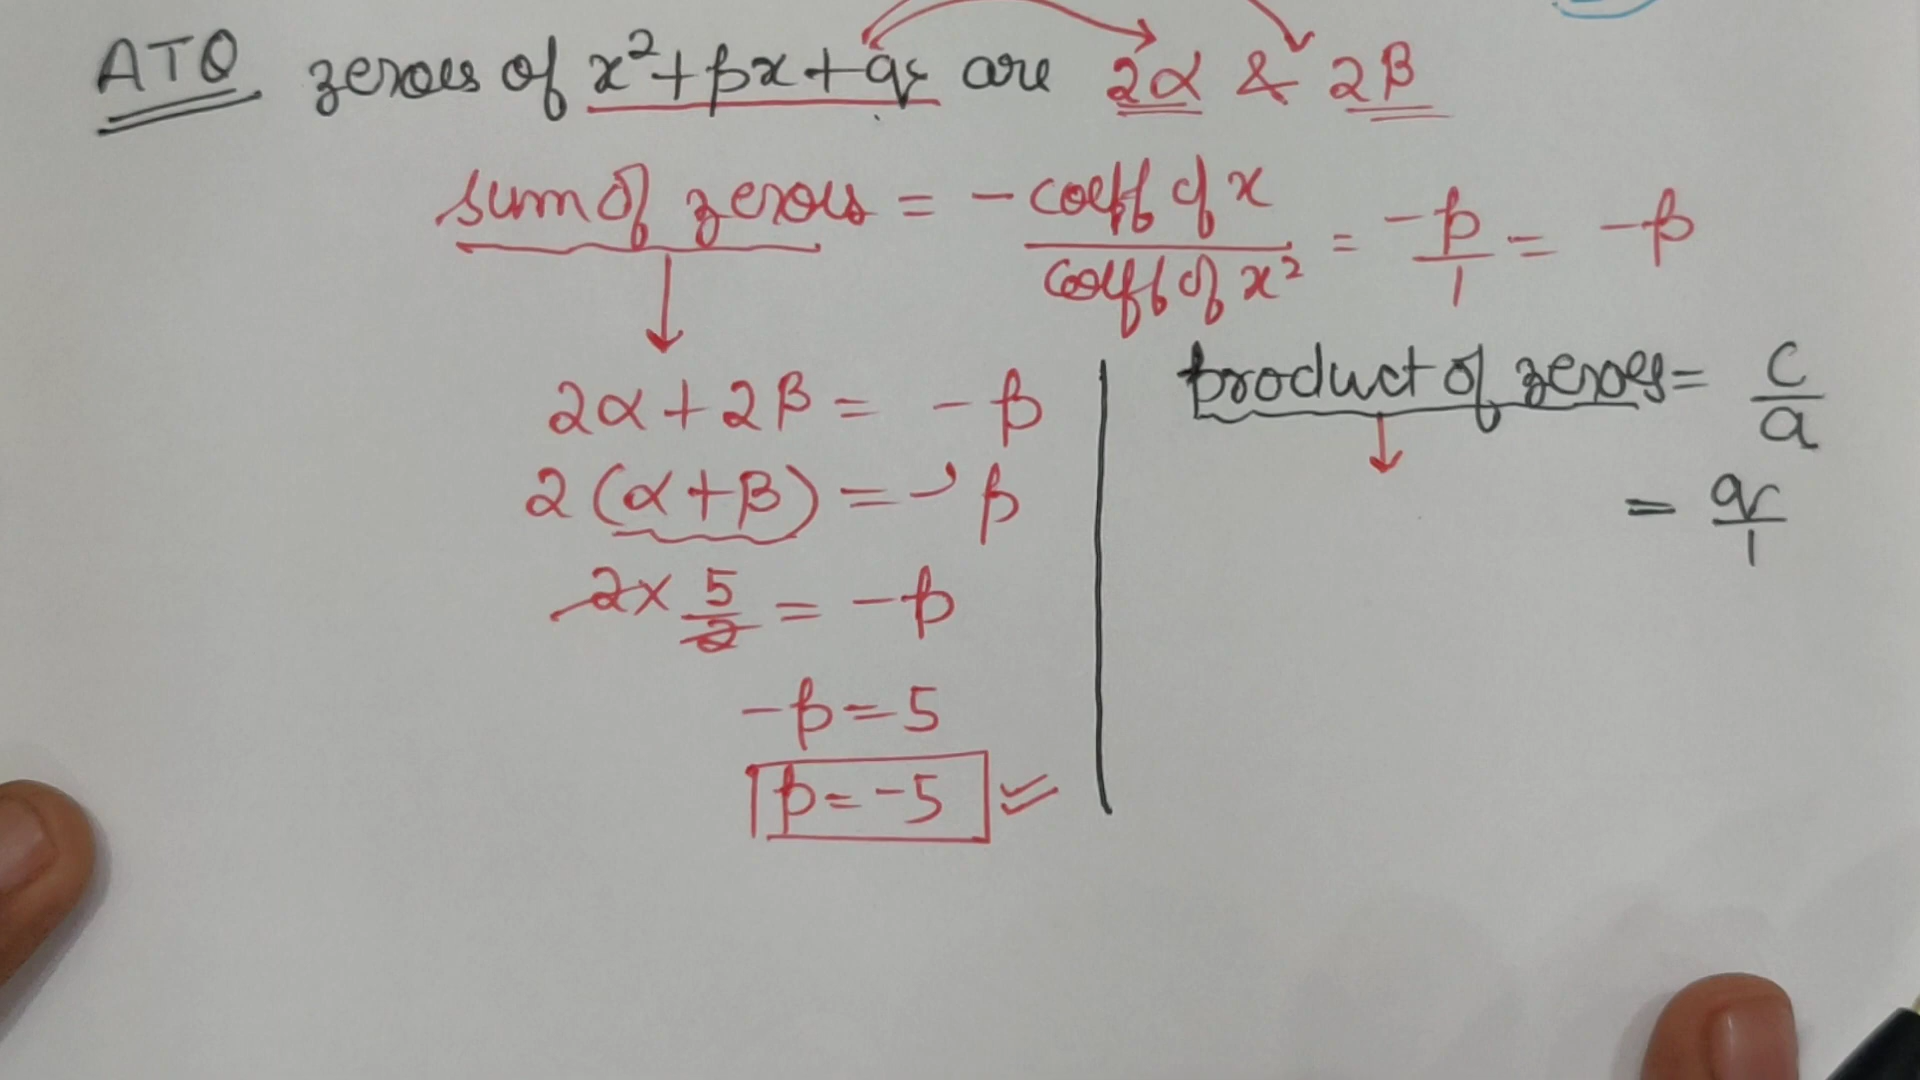 ATQ zeroes of x²+px+q are 2α & 2β
sum of zeroes = -coeff of x / coeff of x² = -p/1 = -p
2α+2β = -p
2(α+β) = -p
2× 5/2 = -p
-p=5
p=-5
product of zeroes= c/a
= q/1